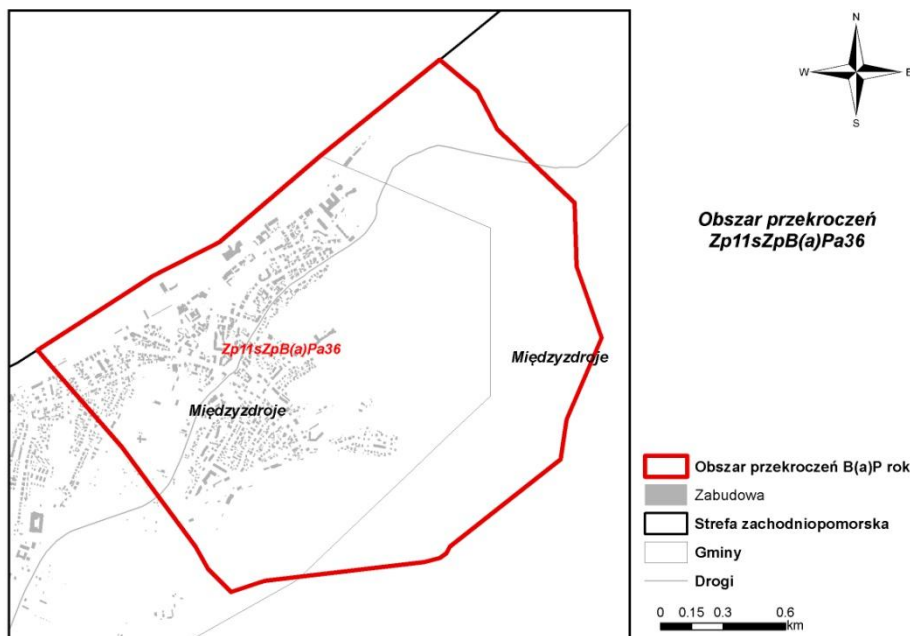 N
W E
S
Obszar przekroczeń
Zp11sZpB(a)Pa36
Zp11sZpB(a)Pa36
Międzyzdroje
Międzyzdroje
Obszar przekroczeń B(a)P rok
Zabudowa
Strefa zachodniopomorska
Gminy
Drogi
0 0.15 0.3 0.6
km